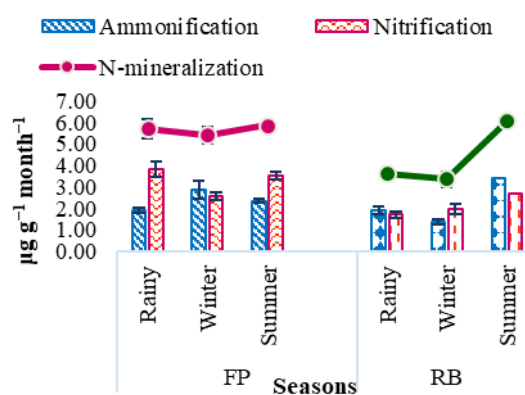 Ammonification Nitrification
N-mineralization
µg g⁻¹ month⁻¹
7.00
6.00
5.00
4.00
3.00
2.00
1.00
0.00
Rainy Winter Summer Rainy Winter Summer
FP RB
Seasons